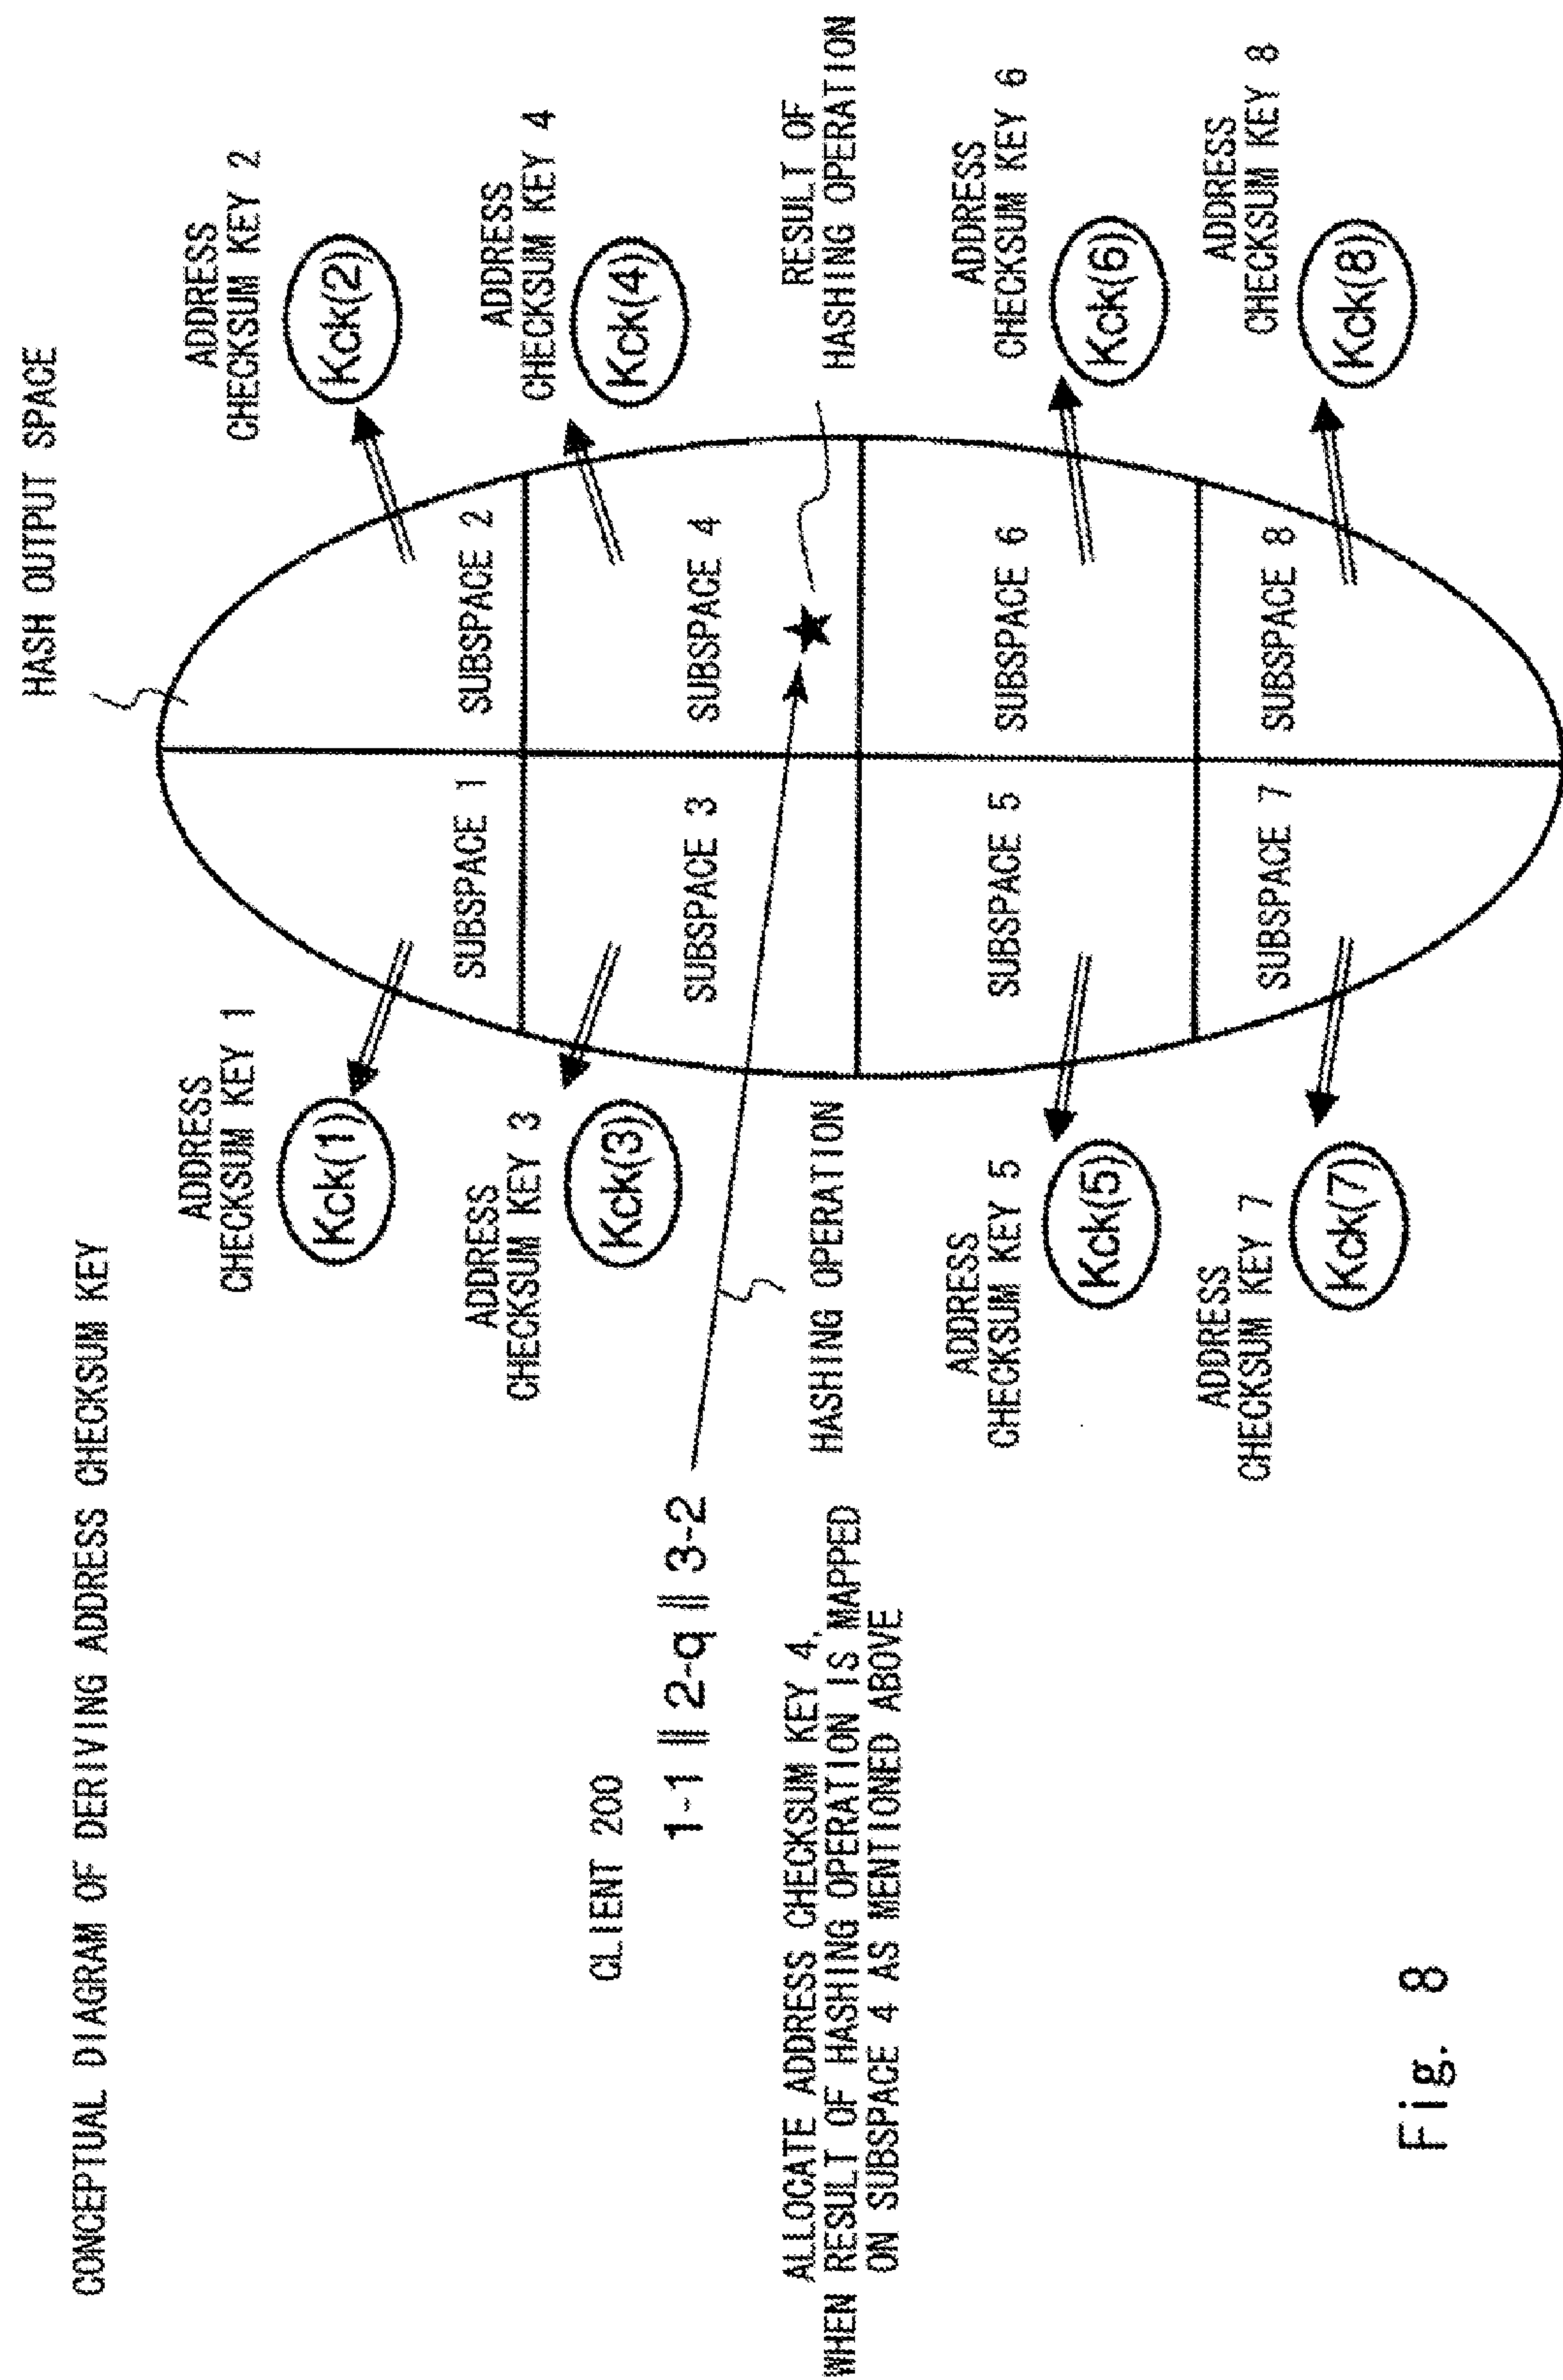 CONCEPTUAL DIAGRAM OF DERIVING ADDRESS CHECKSUM KEY
HASH OUTPUT SPACE
ADDRESS
CHECKSUM KEY 1
Kck(1)
ADDRESS
CHECKSUM KEY 2
Kck(2)
SUBSPACE 1
SUBSPACE 2
ADDRESS
CHECKSUM KEY 3
Kck(3)
ADDRESS
CHECKSUM KEY 4
Kck(4)
SUBSPACE 3
SUBSPACE 4
CLIENT 200
1-1 || 2-q || 3-2
HASHING OPERATION
RESULT OF
HASHING OPERATION
ALLOCATE ADDRESS CHECKSUM KEY 4,
WHEN RESULT OF HASHING OPERATION IS MAPPED
ON SUBSPACE 4 AS MENTIONED ABOVE
ADDRESS
CHECKSUM KEY 5
Kck(5)
ADDRESS
CHECKSUM KEY 6
Kck(6)
SUBSPACE 5
SUBSPACE 6
ADDRESS
CHECKSUM KEY 7
Kck(7)
ADDRESS
CHECKSUM KEY 8
Kck(8)
SUBSPACE 7
SUBSPACE 8
Fig. 8